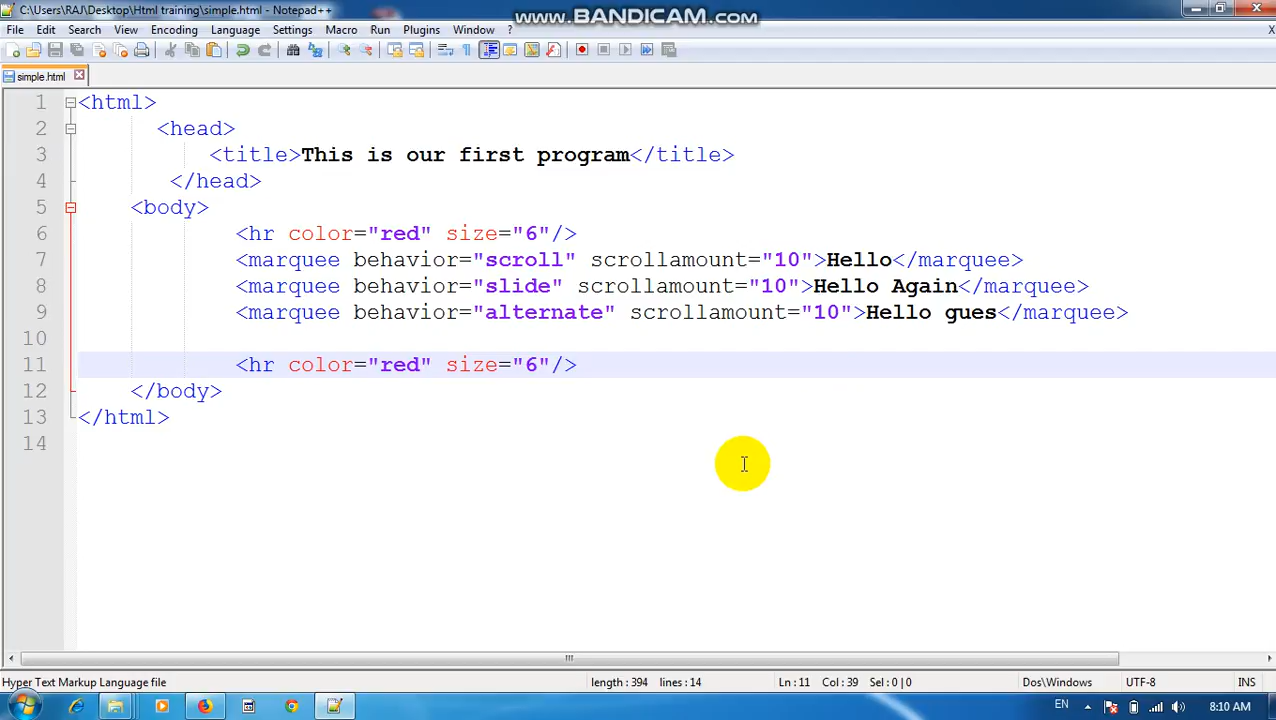 C:\Users\RAJ\Desktop\Html training\simple.html - Notepad++
www.BANDICAM.com
File Edit Search View Encoding Language Settings Macro Run Plugins Window ? X
simple.html
1 <html>
2 <head>
3 <title>This is our first program</title>
4 </head>
5 <body>
6 <hr color="red" size="6"/>
7 <marquee behavior="scroll" scrollamount="10">Hello</marquee>
8 <marquee behavior="slide" scrollamount="10">Hello Again</marquee>
9 <marquee behavior="alternate" scrollamount="10">Hello gues</marquee>
10
11 <hr color="red" size="6"/>
12 </body>
13 </html>
14
Hyper Text Markup Language file length : 394 lines : 14 Ln : 11 Col : 39 Sel : 0 | 0 Dos\Windows UTF-8 INS
EN 8:10 AM